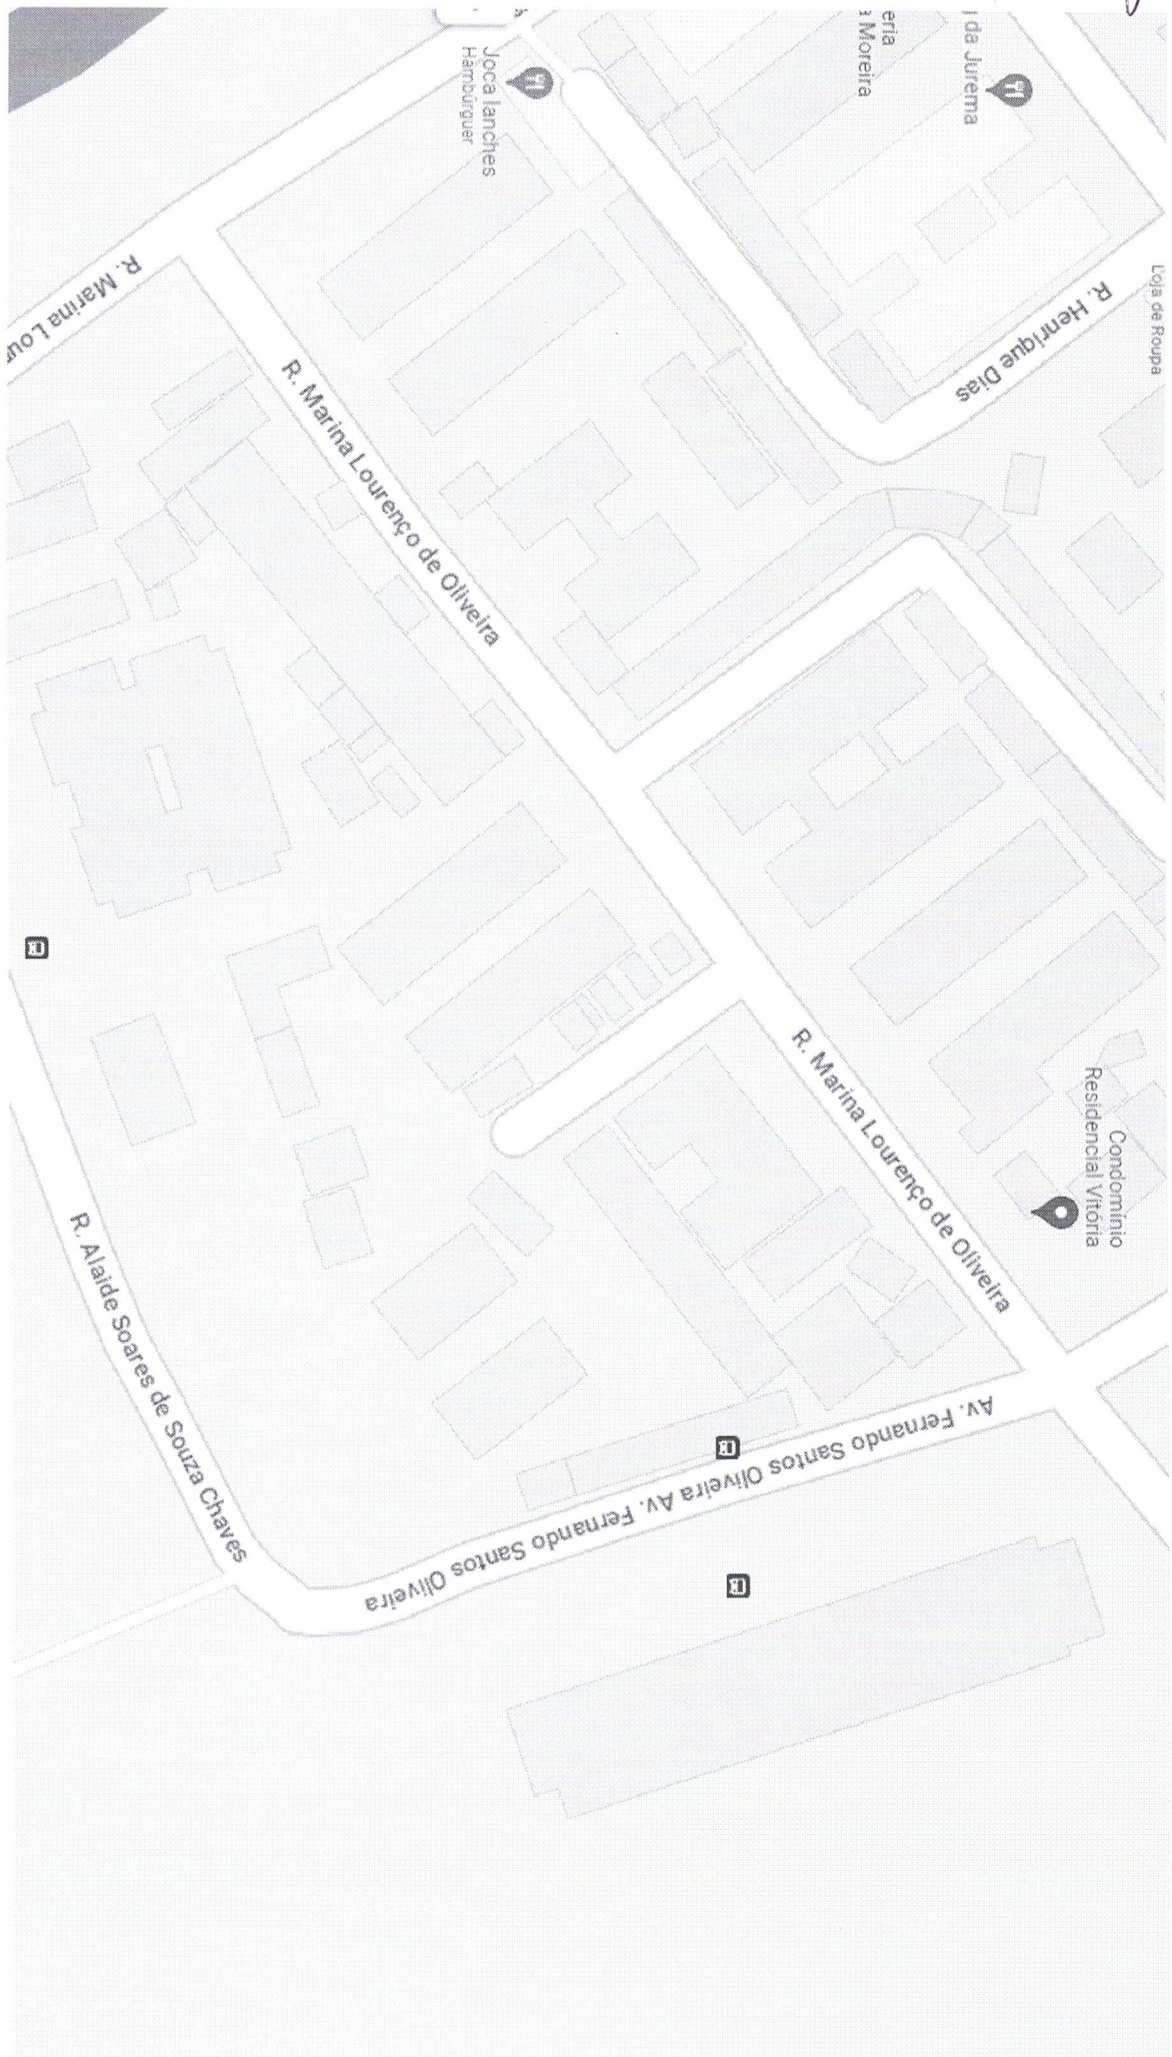 Joca lanches
Hambúrguer
eria
a Moreira
da Jurema
Loja de Roupa
R. Henrique Dias
R. Marina Lour
R. Marina Lourenço de Oliveira
R. Marina Lourenço de Oliveira
Condomínio
Residencial Vitória
Av. Fernando Santos Oliveira Av. Fernando Santos Oliveira
R. Alaide Soares de Souza Chaves